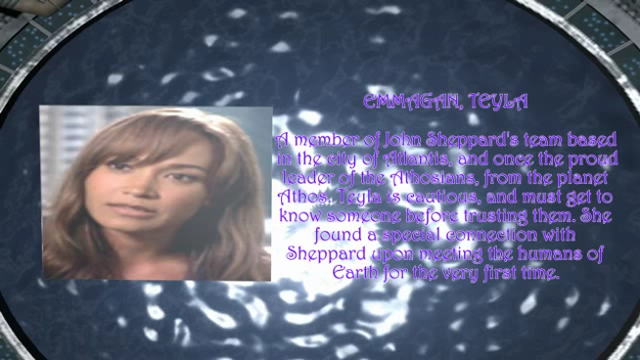 EMMAGAN, TEYLA
A member of John Sheppard's team based
in the city of Atlantis, and once the proud
leader of the Athosians, from the planet
Athos. Teyla is cautious, and must get to
know someone before trusting them. She
found a special connection with
Sheppard upon meeting the humans of
Earth for the very first time.